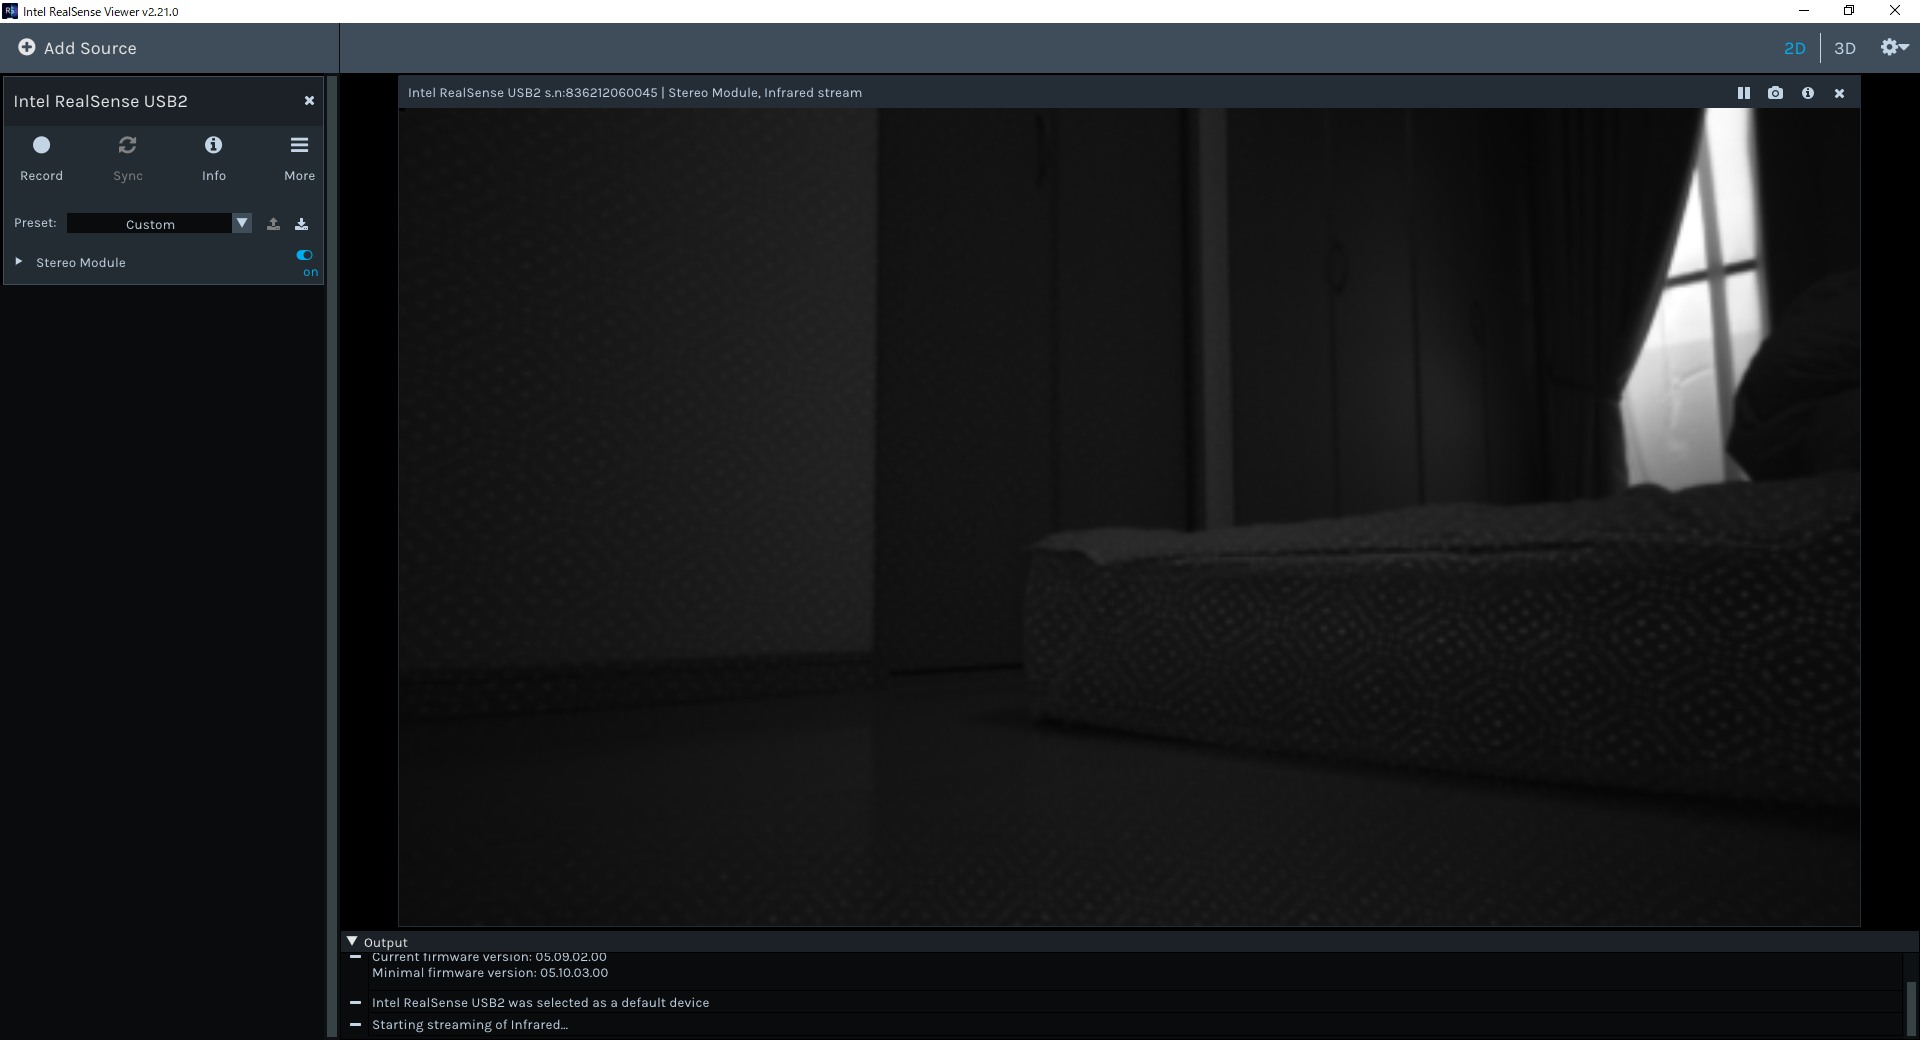 Intel RealSense Viewer v2.21.0
Add Source
2D
3D
Intel RealSense USB2
Record
Sync
Info
More
Preset:
Custom
Stereo Module
on
Intel RealSense USB2 s.n:836212060045 | Stereo Module, Infrared stream
Output
Current firmware version: 05.09.02.00
Minimal firmware version: 05.10.03.00
Intel RealSense USB2 was selected as a default device
Starting streaming of Infrared...